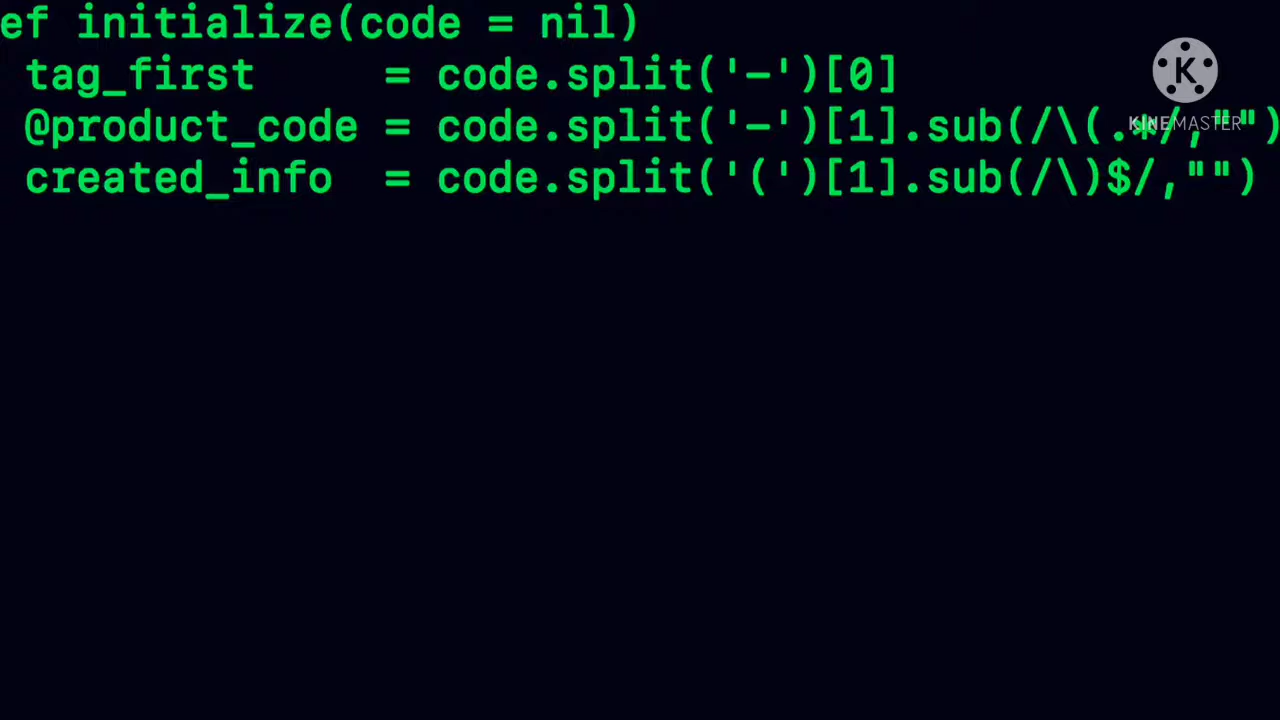 ef initialize(code = nil)
tag_first = code.split('-')[0]
@product_code = code.split('-')[1].sub(/\(.*$/,"")
created_info = code.split('(')[1].sub(/\)$/,"")
K
KINEMASTER